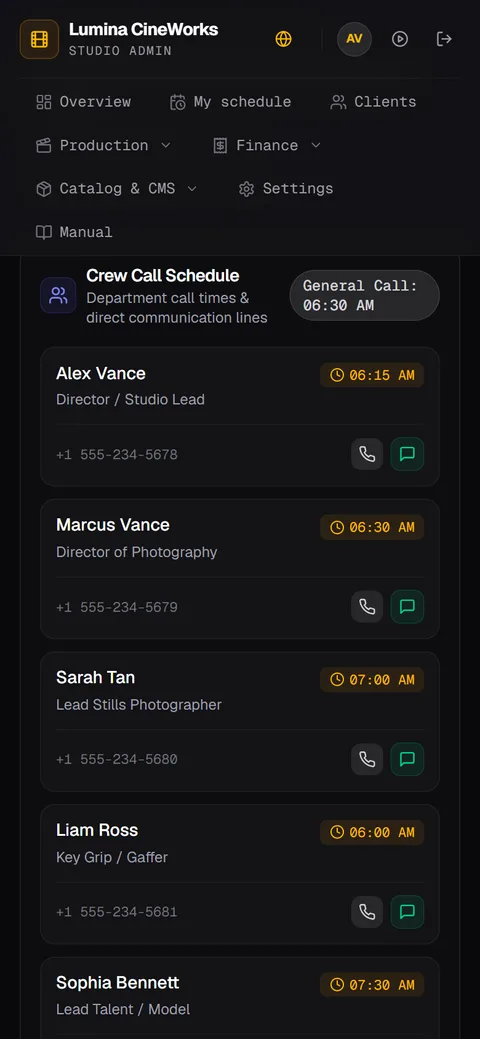 Lumina CineWorks
STUDIO ADMIN
AV
Overview
My schedule
Clients
Production
Finance
Catalog & CMS
Settings
Manual
Crew Call Schedule
Department call times &
direct communication lines
General Call:
06:30 AM
Alex Vance
06:15 AM
Director / Studio Lead
+1 555-234-5678
Marcus Vance
06:30 AM
Director of Photography
+1 555-234-5679
Sarah Tan
07:00 AM
Lead Stills Photographer
+1 555-234-5680
Liam Ross
06:00 AM
Key Grip / Gaffer
+1 555-234-5681
Sophia Bennett
07:30 AM
Lead Talent / Model